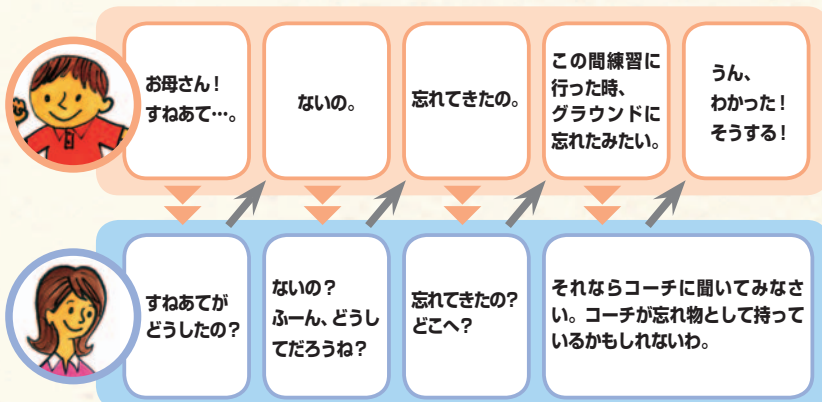 お母さん!
すねあて…。
すねあてが
どうしたの?
ないの。
ないの?
ふーん、どうし
てだろうね?
忘れてきたの。
忘れてきたの?
どこへ?
この間練習に
行った時、
グラウンドに
忘れたみたい。
それならコーチに聞いてみなさ
い。コーチが忘れ物として持って
いるかもしれないわ。
うん、
わかった!
そうする!